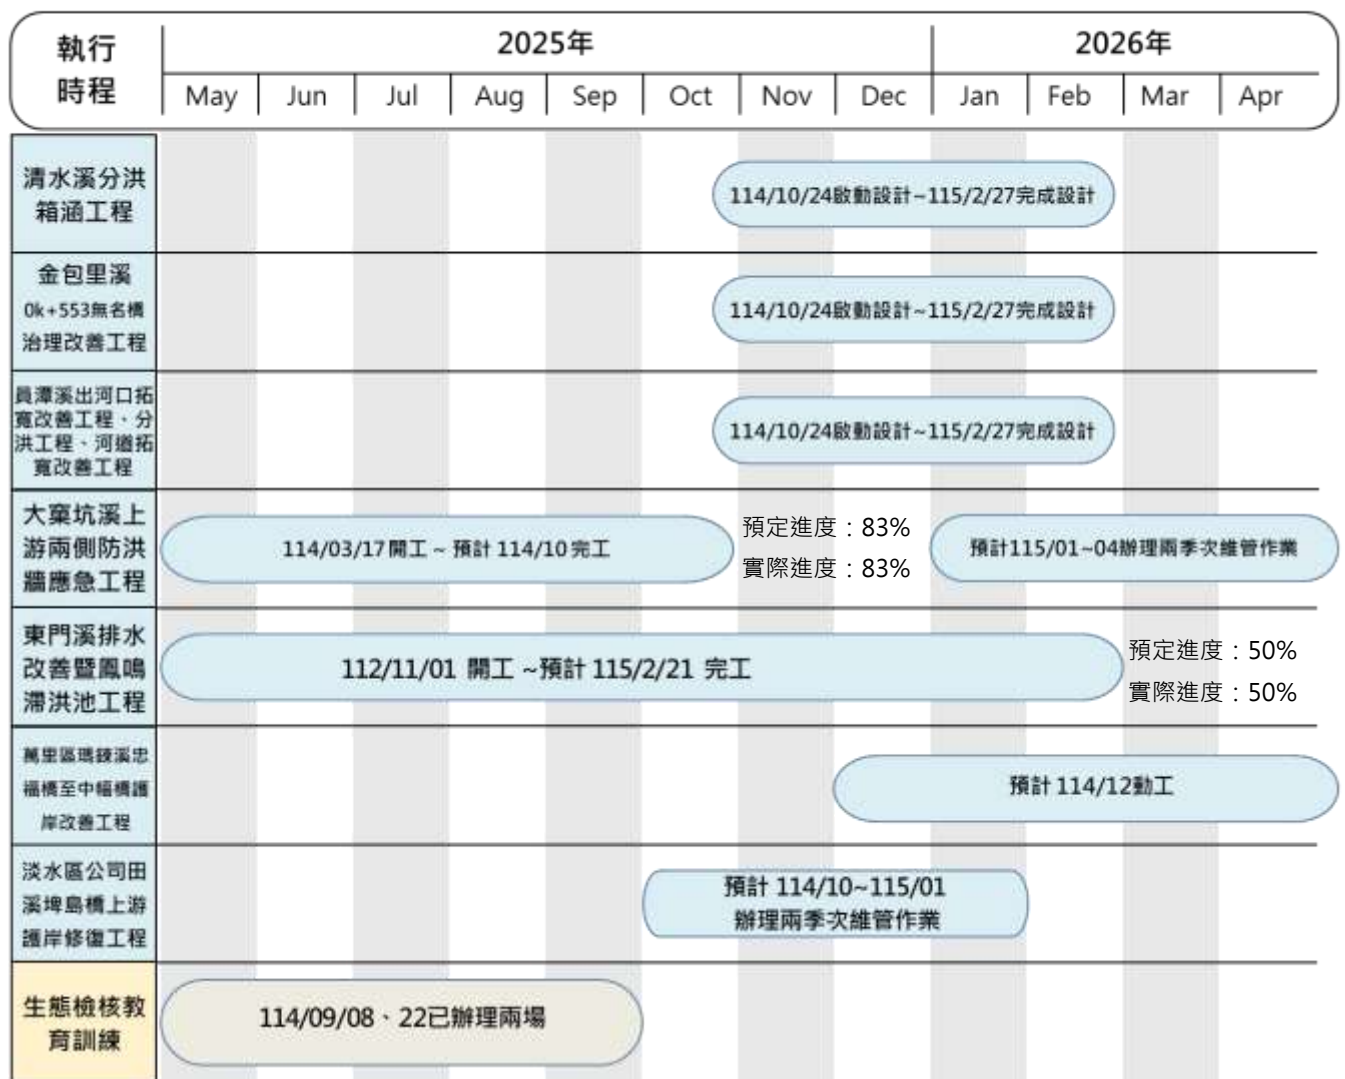 執行
時程
2025年
2026年
May
Jun
Jul
Aug
Sep
Oct
Nov
Dec
Jan
Feb
Mar
Apr
清水溪分洪
箱涵工程
114/10/24啟動設計~115/2/27完成設計
金包里溪
0k+553無名橋
治理改善工程
114/10/24啟動設計~115/2/27完成設計
員潭溪出河口拓
寬改善工程、分
洪工程、河道拓
寬改善工程
114/10/24啟動設計~115/2/27完成設計
大窠坑溪上
游兩側防洪
牆應急工程
114/03/17開工~預計114/10完工
預定進度：83%
實際進度：83%
預計115/01~04辦理兩季次維管作業
東門溪排水
改善暨鳳鳴
滯洪池工程
112/11/01 開工 ~預計 115/2/21 完工
預定進度：50%
實際進度：50%
萬里區瑪鋉溪忠
福橋至中幅橋護
岸改善工程
預計 114/12動工
淡水區公司田
溪埤島橋上游
護岸修復工程
預計 114/10~115/01
辦理兩季次維管作業
生態檢核教
育訓練
114/09/08、22已辦理兩場